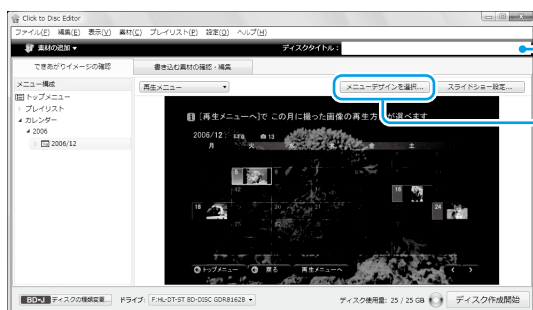 Click to Disc Editor
ファイル(F) 編集(E) 表示(V) 素材(C) プレイリスト(P) 設定(O) ヘルプ(H)
素材の追加 ▼ ディスクタイトル：
できあがりイメージの確認 書き込む素材の確認・編集
メニュー構成 再生メニュー メニューデザインを選択... スライドショー設定...
トップメニュー
プレイリスト
カレンダー
2006
2006/12
1 [再生メニューへ]で この月に撮った画像の再生方 が選べます
2006/12: 13
月 火 金 土
5 8
12
18 16 24
トップメニュー 戻る 再生メニューへ
BD-J ディスクの種類変更... ドライブ: F:HL-DT-ST BD-DISC GDR8162B ディスク使用量: 25 / 25 GB ディスク作成開始